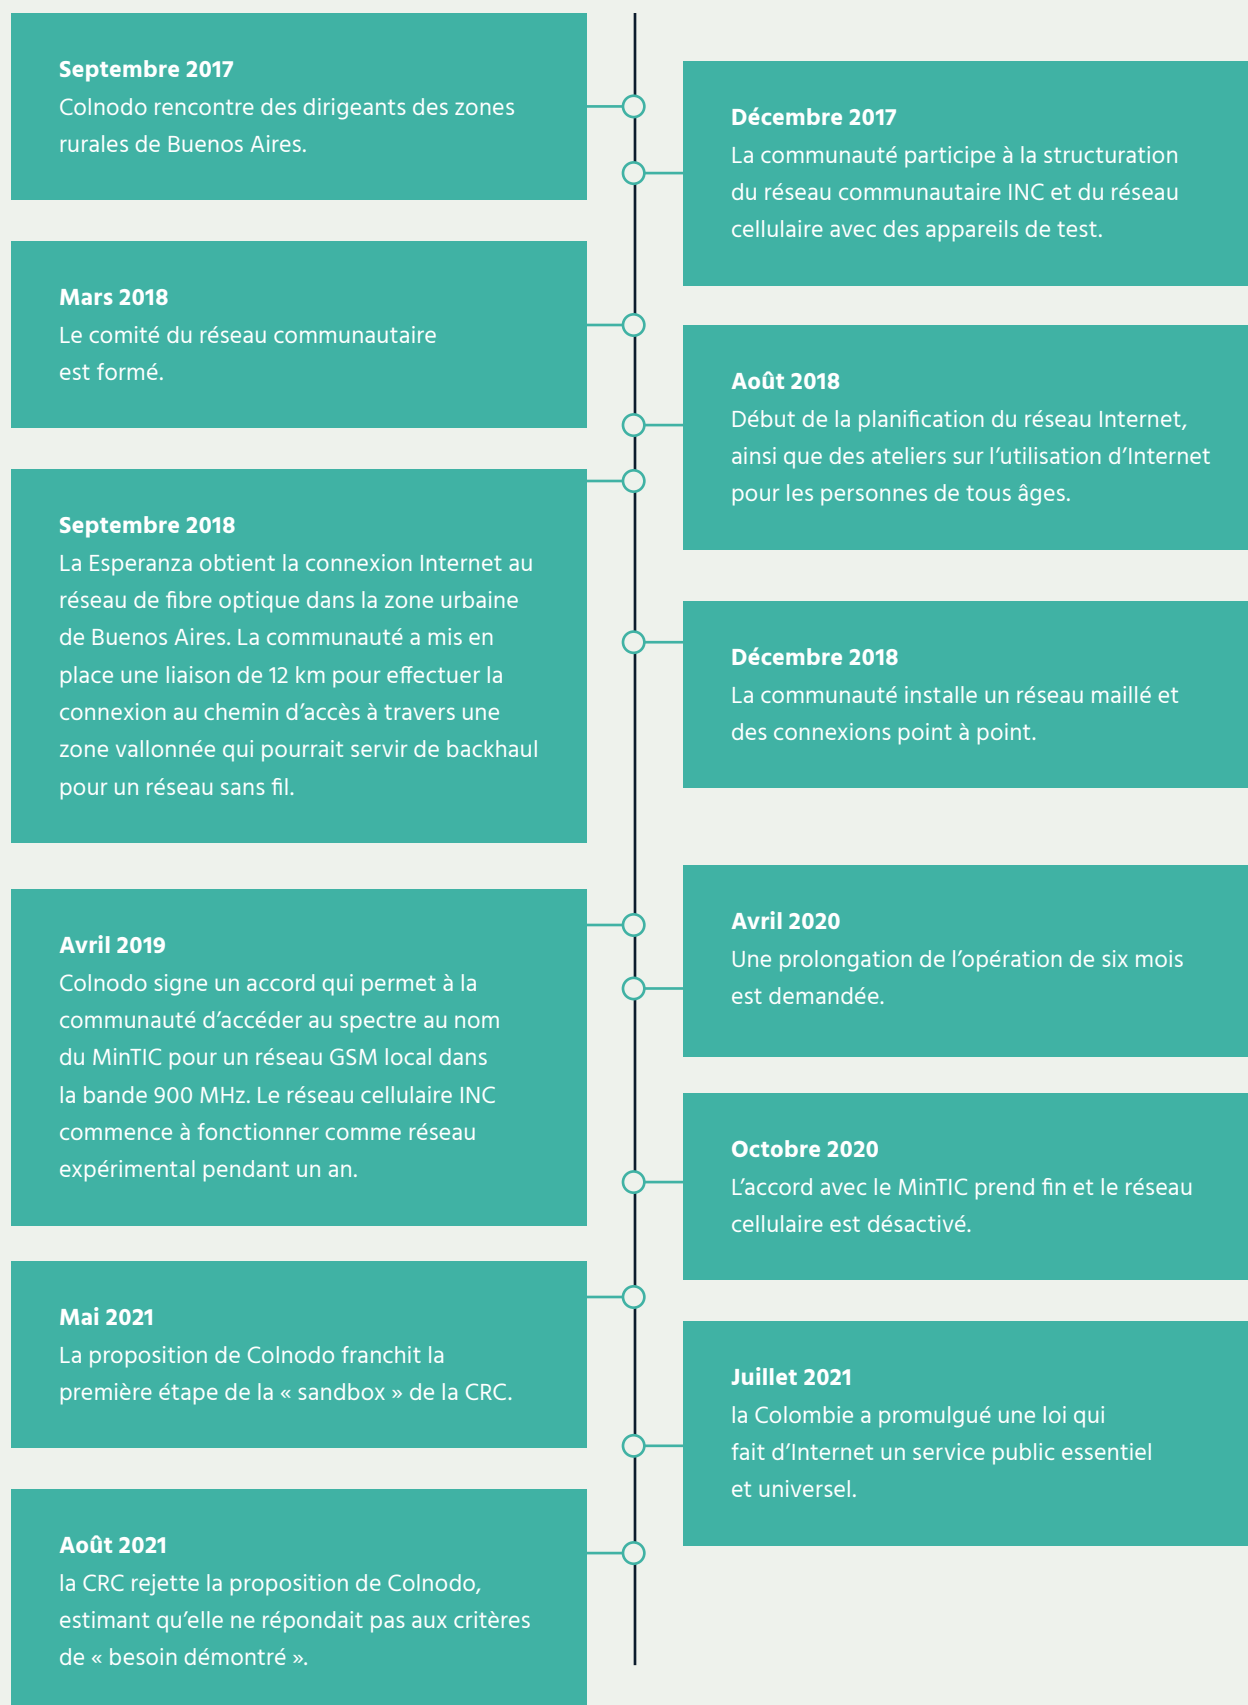 Septembre 2017
Colnodo rencontre des dirigeants des zones
rurales de Buenos Aires.
Décembre 2017
La communauté participe à la structuration
du réseau communautaire INC et du réseau
cellulaire avec des appareils de test.
Mars 2018
Le comité du réseau communautaire
est formé.
Août 2018
Début de la planification du réseau Internet,
ainsi que des ateliers sur l’utilisation d’Internet
pour les personnes de tous âges.
Septembre 2018
La Esperanza obtient la connexion Internet au
réseau de fibre optique dans la zone urbaine
de Buenos Aires. La communauté a mis en
place une liaison de 12 km pour effectuer la
connexion au chemin d’accès à travers une
zone vallonnée qui pourrait servir de backhaul
pour un réseau sans fil.
Décembre 2018
La communauté installe un réseau maillé et
des connexions point à point.
Avril 2019
Colnodo signe un accord qui permet à la
communauté d’accéder au spectre au nom
du MinTIC pour un réseau GSM local dans
la bande 900 MHz. Le réseau cellulaire INC
commence à fonctionner comme réseau
expérimental pendant un an.
Avril 2020
Une prolongation de l’opération de six mois
est demandée.
Octobre 2020
L’accord avec le MinTIC prend fin et le réseau
cellulaire est désactivé.
Mai 2021
La proposition de Colnodo franchit la
première étape de la « sandbox » de la CRC.
Juillet 2021
la Colombie a promulgué une loi qui
fait d’Internet un service public essentiel
et universel.
Août 2021
la CRC rejette la proposition de Colnodo,
estimant qu’elle ne répondait pas aux critères
de « besoin démontré ».